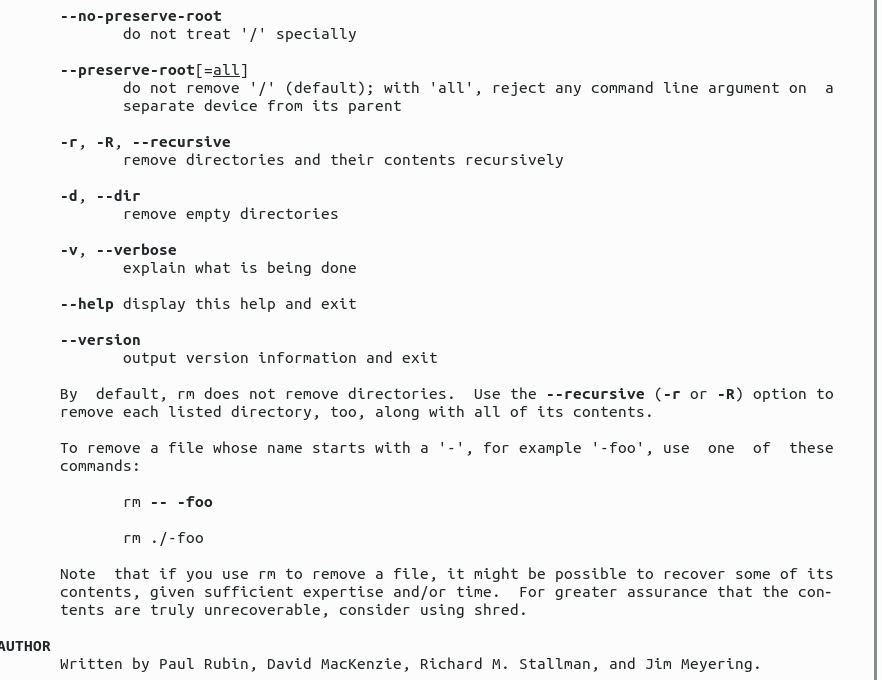 --no-preserve-root
do not treat '/' specially
--preserve-root[=all]
do not remove '/' (default); with 'all', reject any command line argument on  a
separate device from its parent
-r, -R, --recursive
remove directories and their contents recursively
-d, --dir
remove empty directories
-v, --verbose
explain what is being done
--help display this help and exit
--version
output version information and exit
By  default, rm does not remove directories.  Use the --recursive (-r or -R) option to
remove each listed directory, too, along with all of its contents.
To remove a file whose name starts with a '-', for example '-foo', use  one  of  these
commands:
rm -- -foo
rm ./-foo
Note  that if you use rm to remove a file, it might be possible to recover some of its
contents, given sufficient expertise and/or time.  For greater assurance that the con-
tents are truly unrecoverable, consider using shred.
AUTHOR
Written by Paul Rubin, David MacKenzie, Richard M. Stallman, and Jim Meyering.